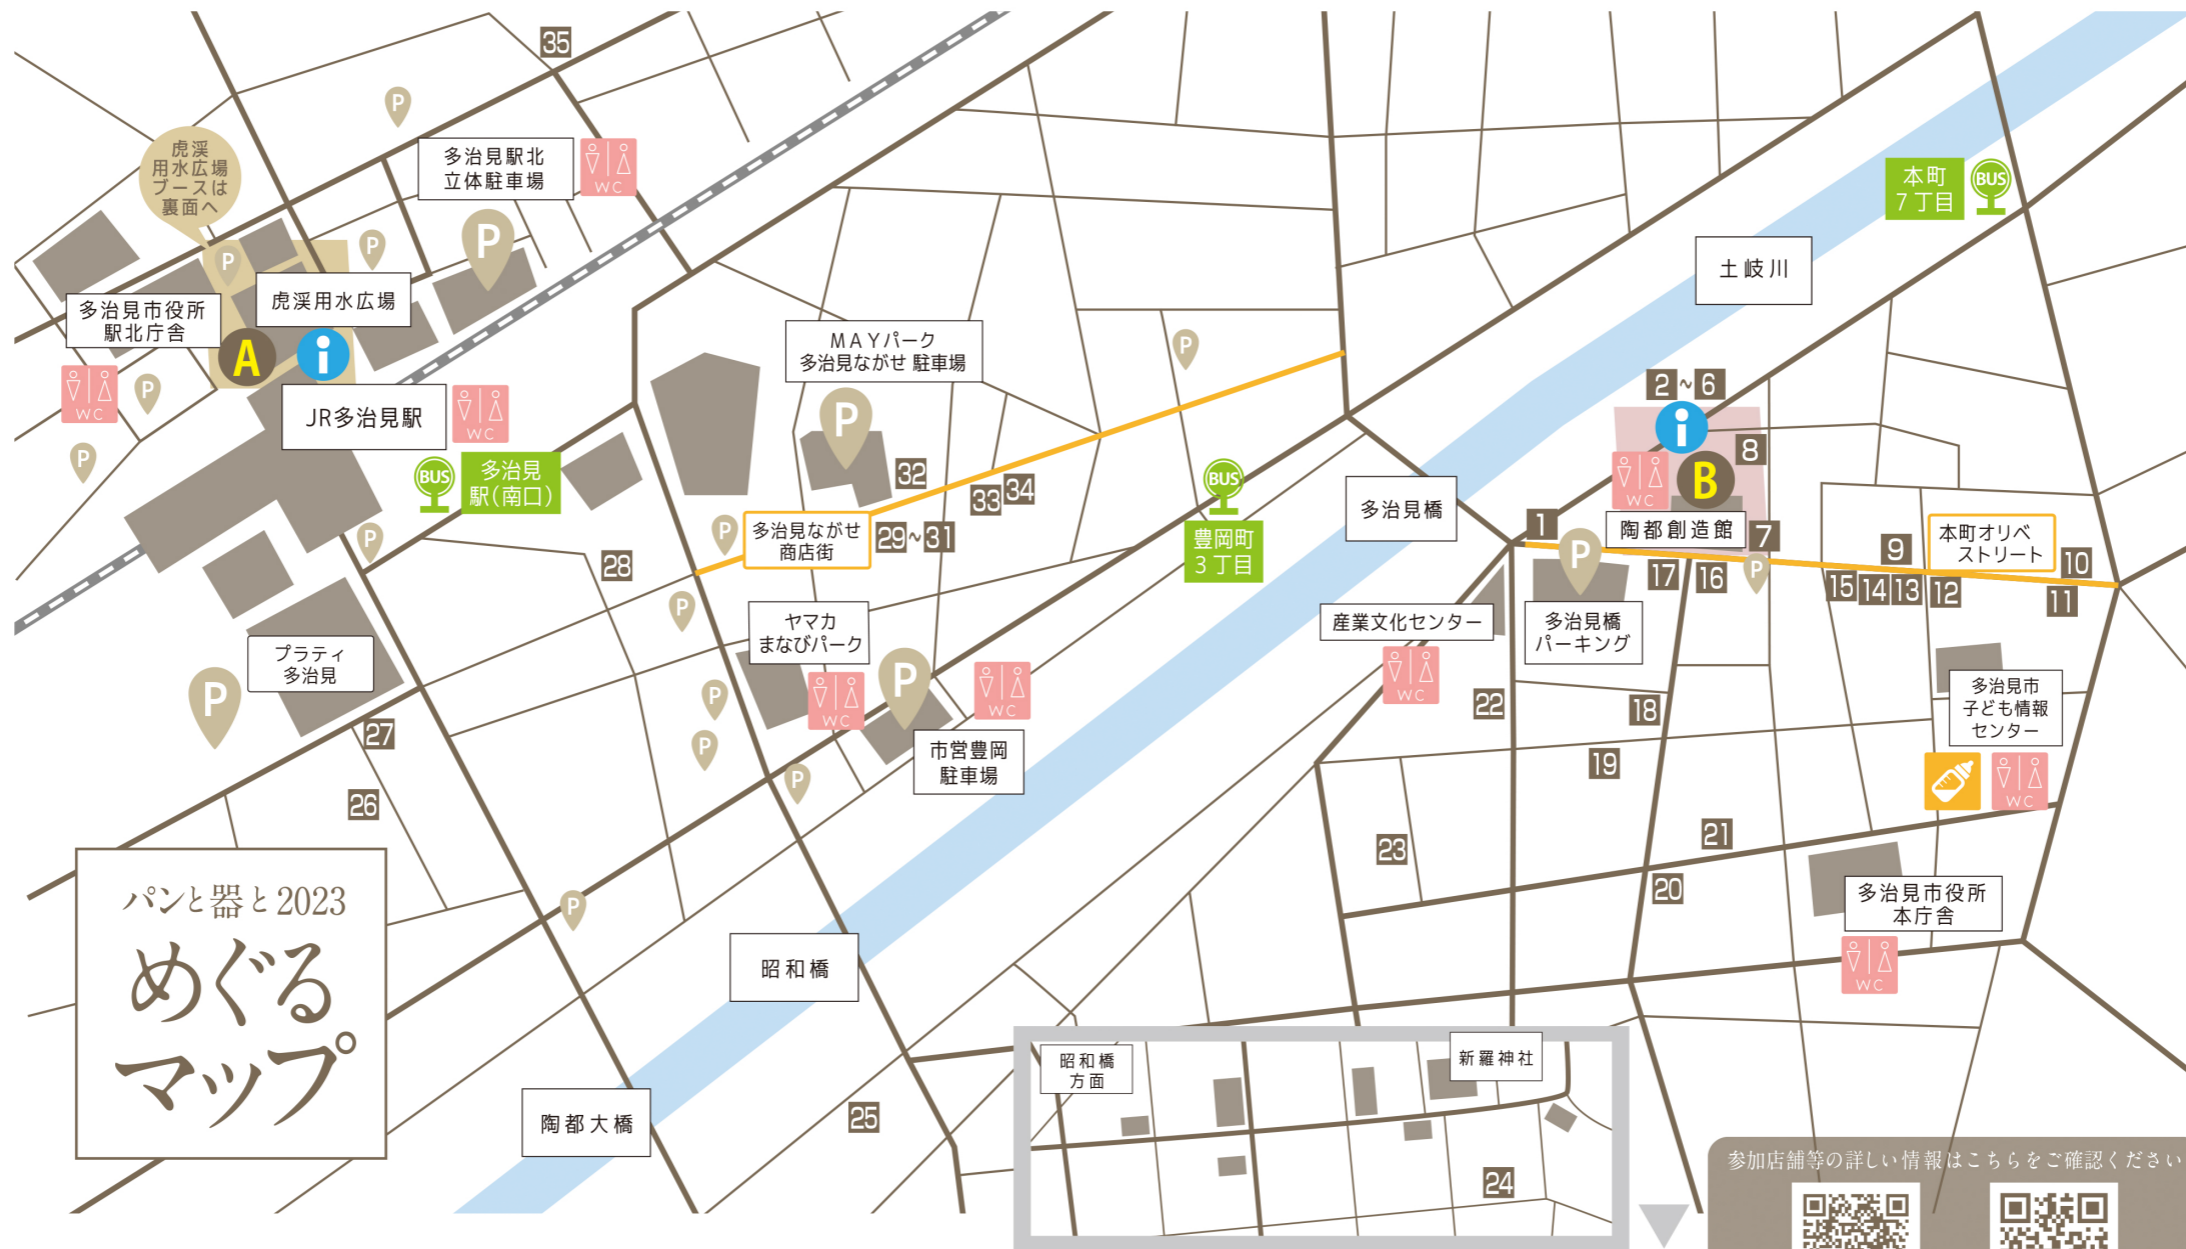 35
P
虎渓
用水広場
ブースは
裏面へ
多治見駅北
立体駐車場
WC
P
P
P
多治見市役所
駅北庁舎
虎渓用水広場
A
i
WC
P
P
JR多治見駅
WC
BUS
多治見
駅(南口)
P
プラティ
多治見
P
27
26
28
MAYパーク
多治見ながせ 駐車場
P
32
33
34
P
P
多治見ながせ
商店街
29~31
P
ヤマカ
まなびパーク
WC
P
P
P
P
WC
市営豊岡
駐車場
P
BUS
豊岡町
3丁目
本町
7丁目
BUS
土岐川
多治見橋
2~6
i
8
WC
B
陶都創造館
7
1
P
多治見橋
パーキング
17
16
P
9
本町オリベ
ストリート
10
15
14
13
12
11
産業文化センター
WC
22
18
19
多治見市
子ども情報
センター
WC
23
21
20
多治見市役所
本庁舎
WC
昭和橋
陶都大橋
25
昭和橋
方面
新羅神社
24
パンと器と2023
めぐる
マップ
参加店舗等の詳しい情報はこちらをご確認ください